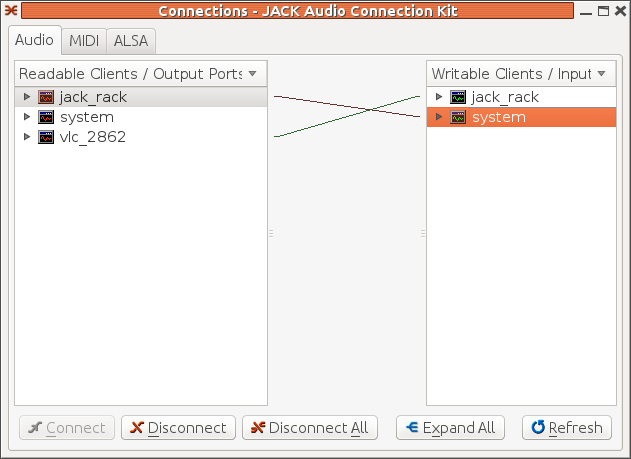 Connections - JACK Audio Connection Kit
Audio MIDI ALSA
Readable Clients / Output Ports Writable Clients / Input
jack_rack jack_rack
system system
vlc_2862
Connect Disconnect Disconnect All Expand All Refresh